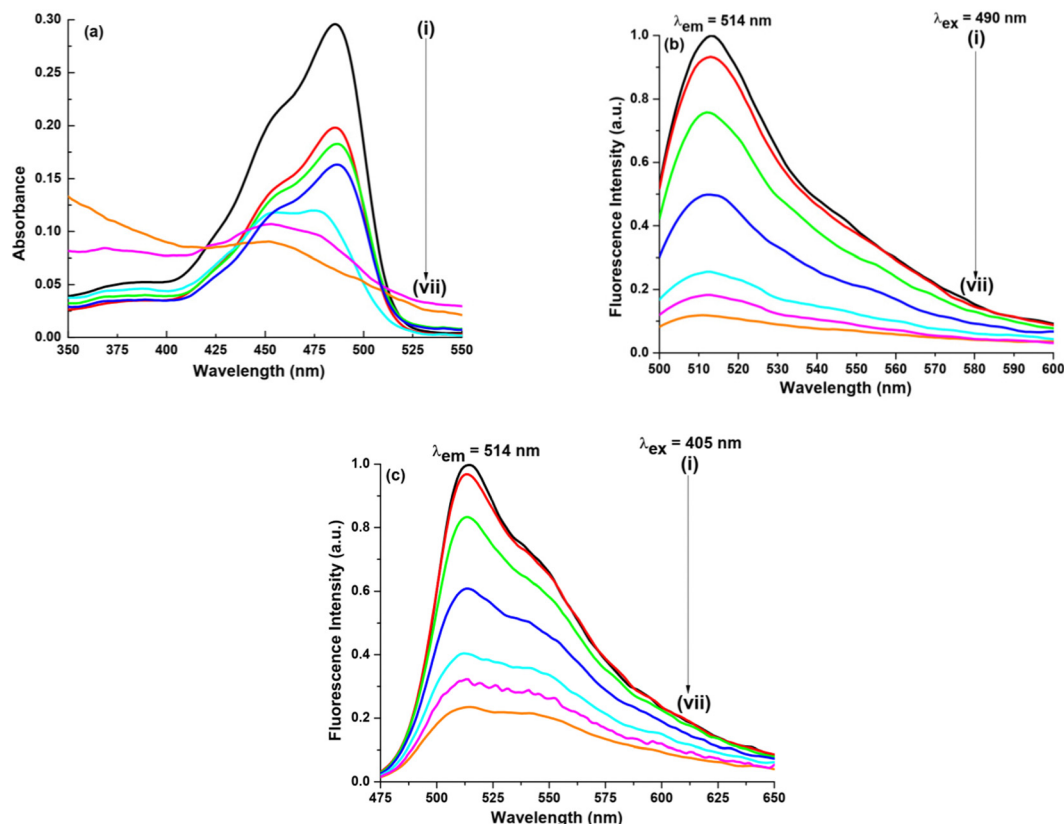 (a)
(i)
(vii)
0.30
0.25
0.20
0.15
0.10
0.05
0.00
Absorbance
350 375 400 425 450 475 500 525 550
Wavelength (nm)
λem = 514 nm
λex = 490 nm
(b)
(i)
(vii)
1.0
0.8
0.6
0.4
0.2
0.0
Fluorescence Intensity (a.u.)
500 510 520 530 540 550 560 570 580 590 600
Wavelength (nm)
λem = 514 nm
λex = 405 nm
(c)
(i)
(vii)
1.0
0.8
0.6
0.4
0.2
0.0
Fluorescence Intensity (a.u.)
475 500 525 550 575 600 625 650
Wavelength (nm)